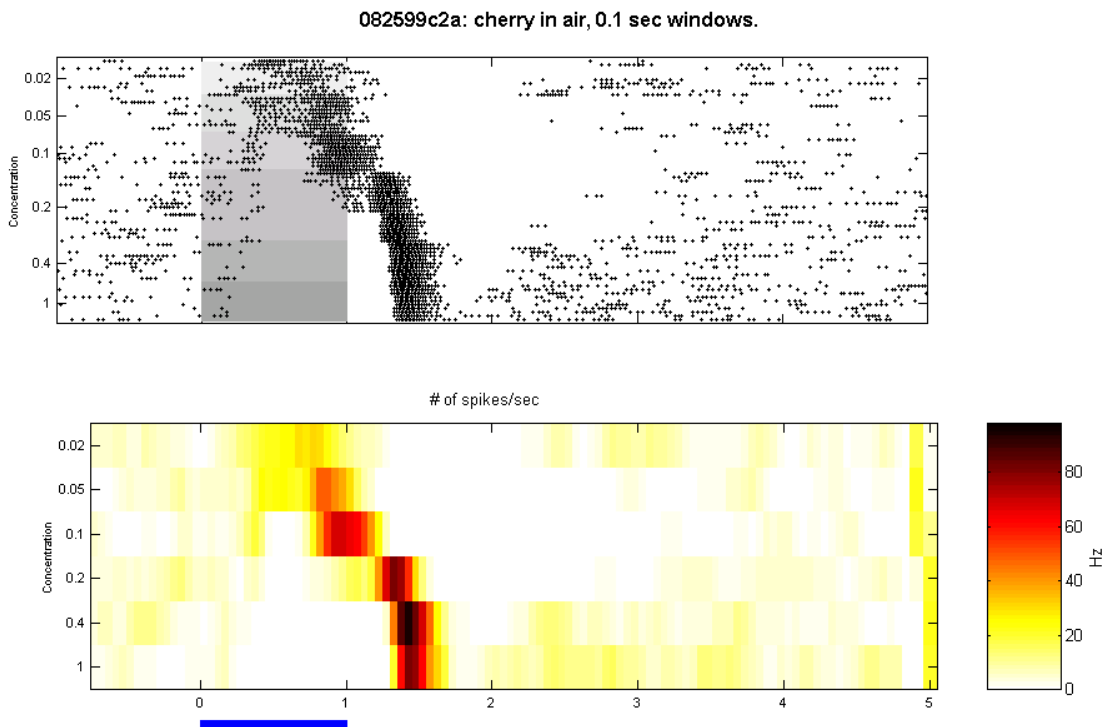 082599c2a: cherry in air, 0.1 sec windows.
0.02
0.05
0.1
0.2
0.4
1
Concentration
# of spikes/sec
0.02
0.05
0.1
0.2
0.4
1
Concentration
0 1 2 3 4 5
80
60
40
20
0
Hz